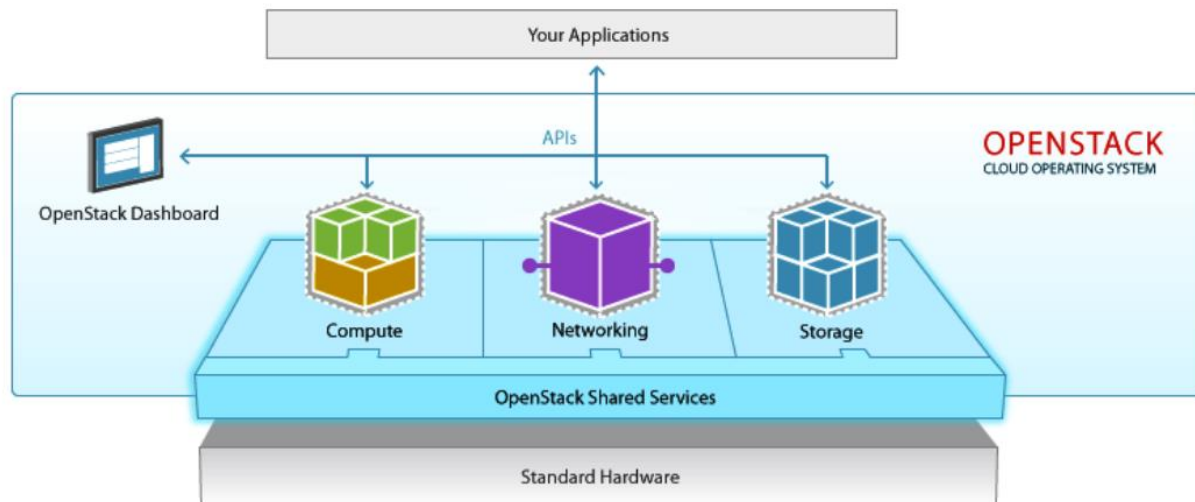 Your Applications
APIs
OPENSTACK
CLOUD OPERATING SYSTEM
OpenStack Dashboard
Compute
Networking
Storage
OpenStack Shared Services
Standard Hardware